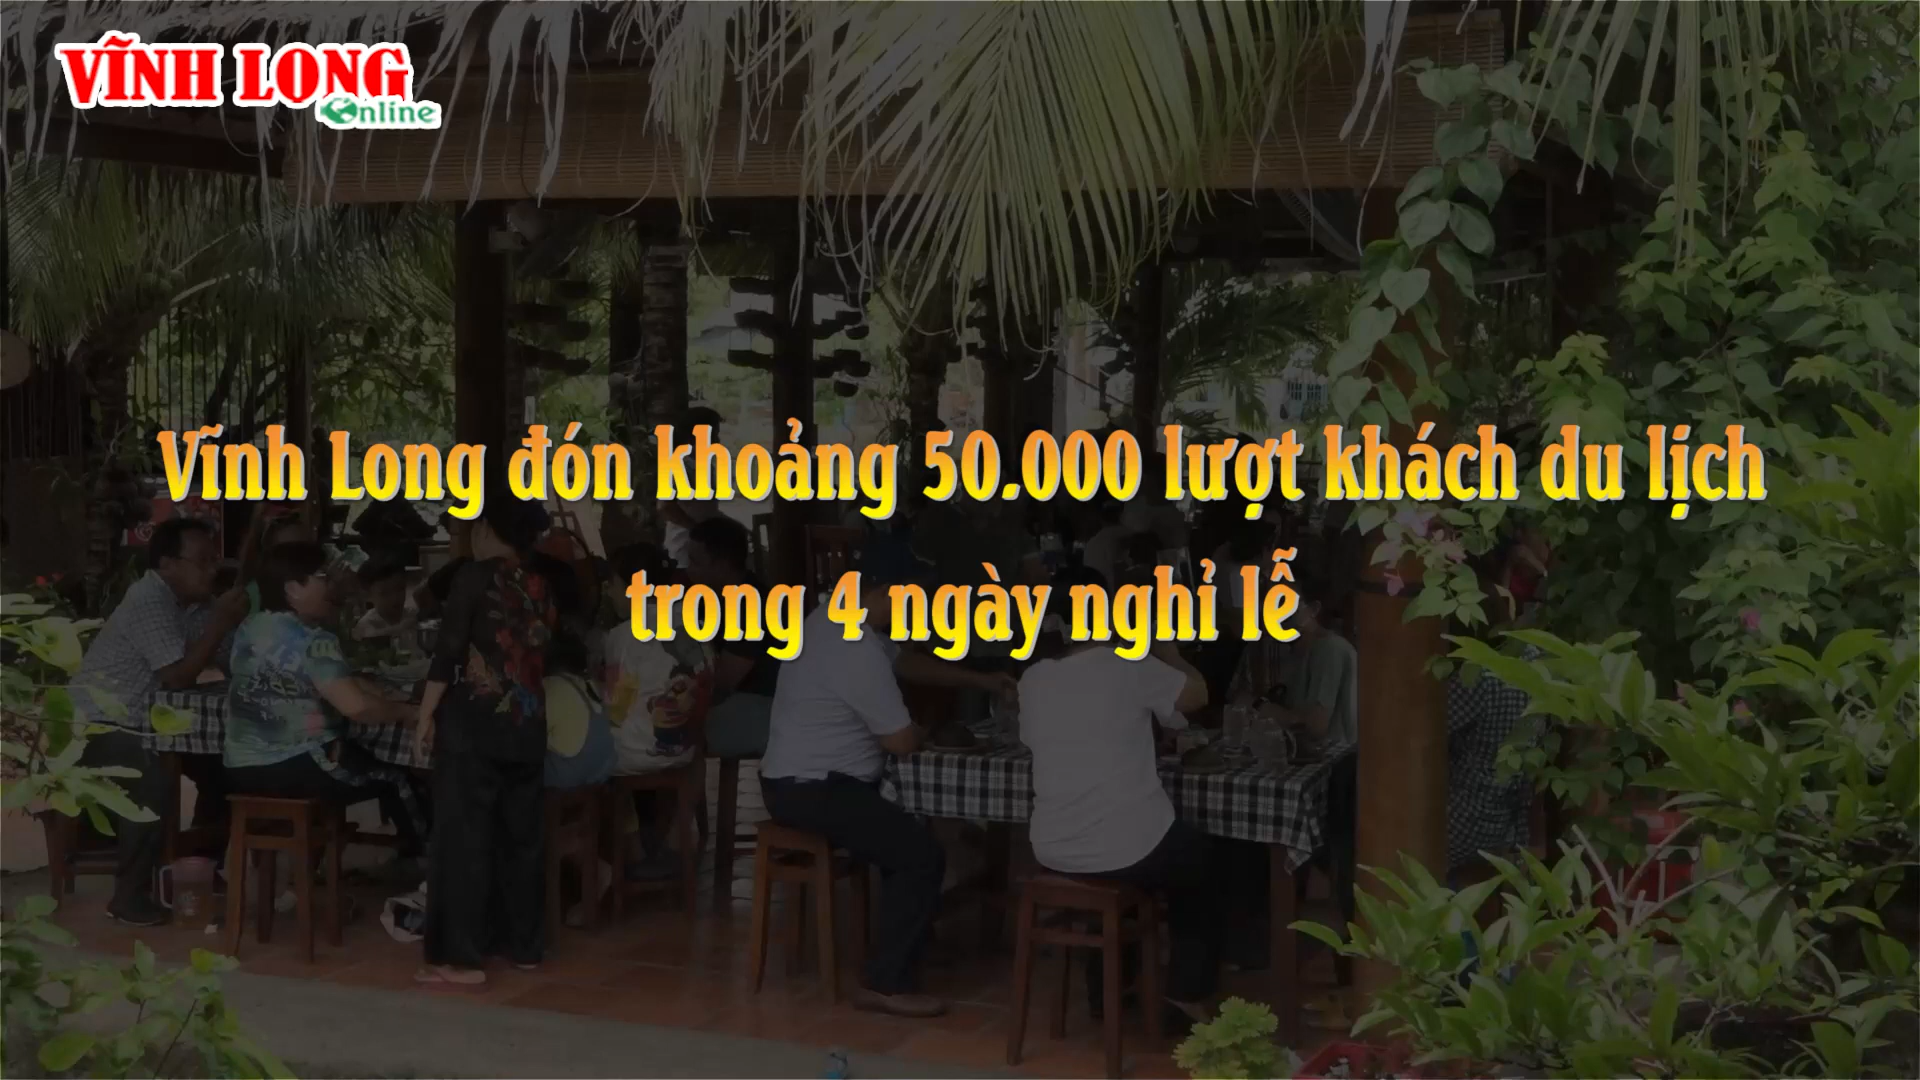 VĨNH LONG
Online
Vĩnh Long đón khoảng 50.000 lượt khách du lịch
trong 4 ngày nghỉ lễ